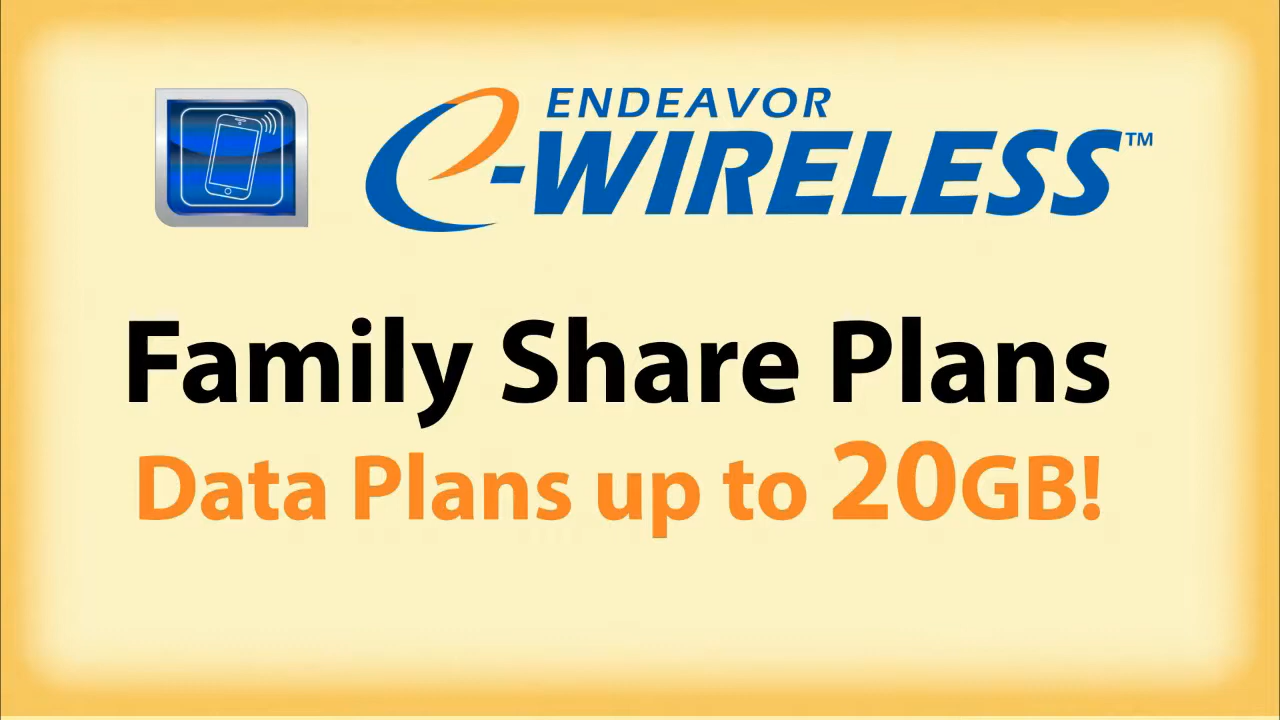 ENDEAVOR
e-WIRELESS™
Family Share Plans
Data Plans up to 20GB!